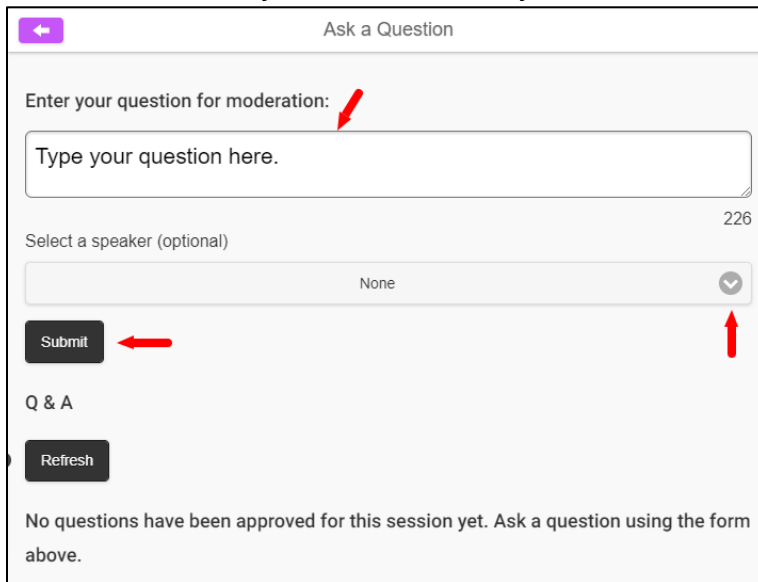 Ask a Question
Enter your question for moderation:
Type your question here.
226
Select a speaker (optional)
None
Submit
Q & A
Refresh
No questions have been approved for this session yet. Ask a question using the form
above.